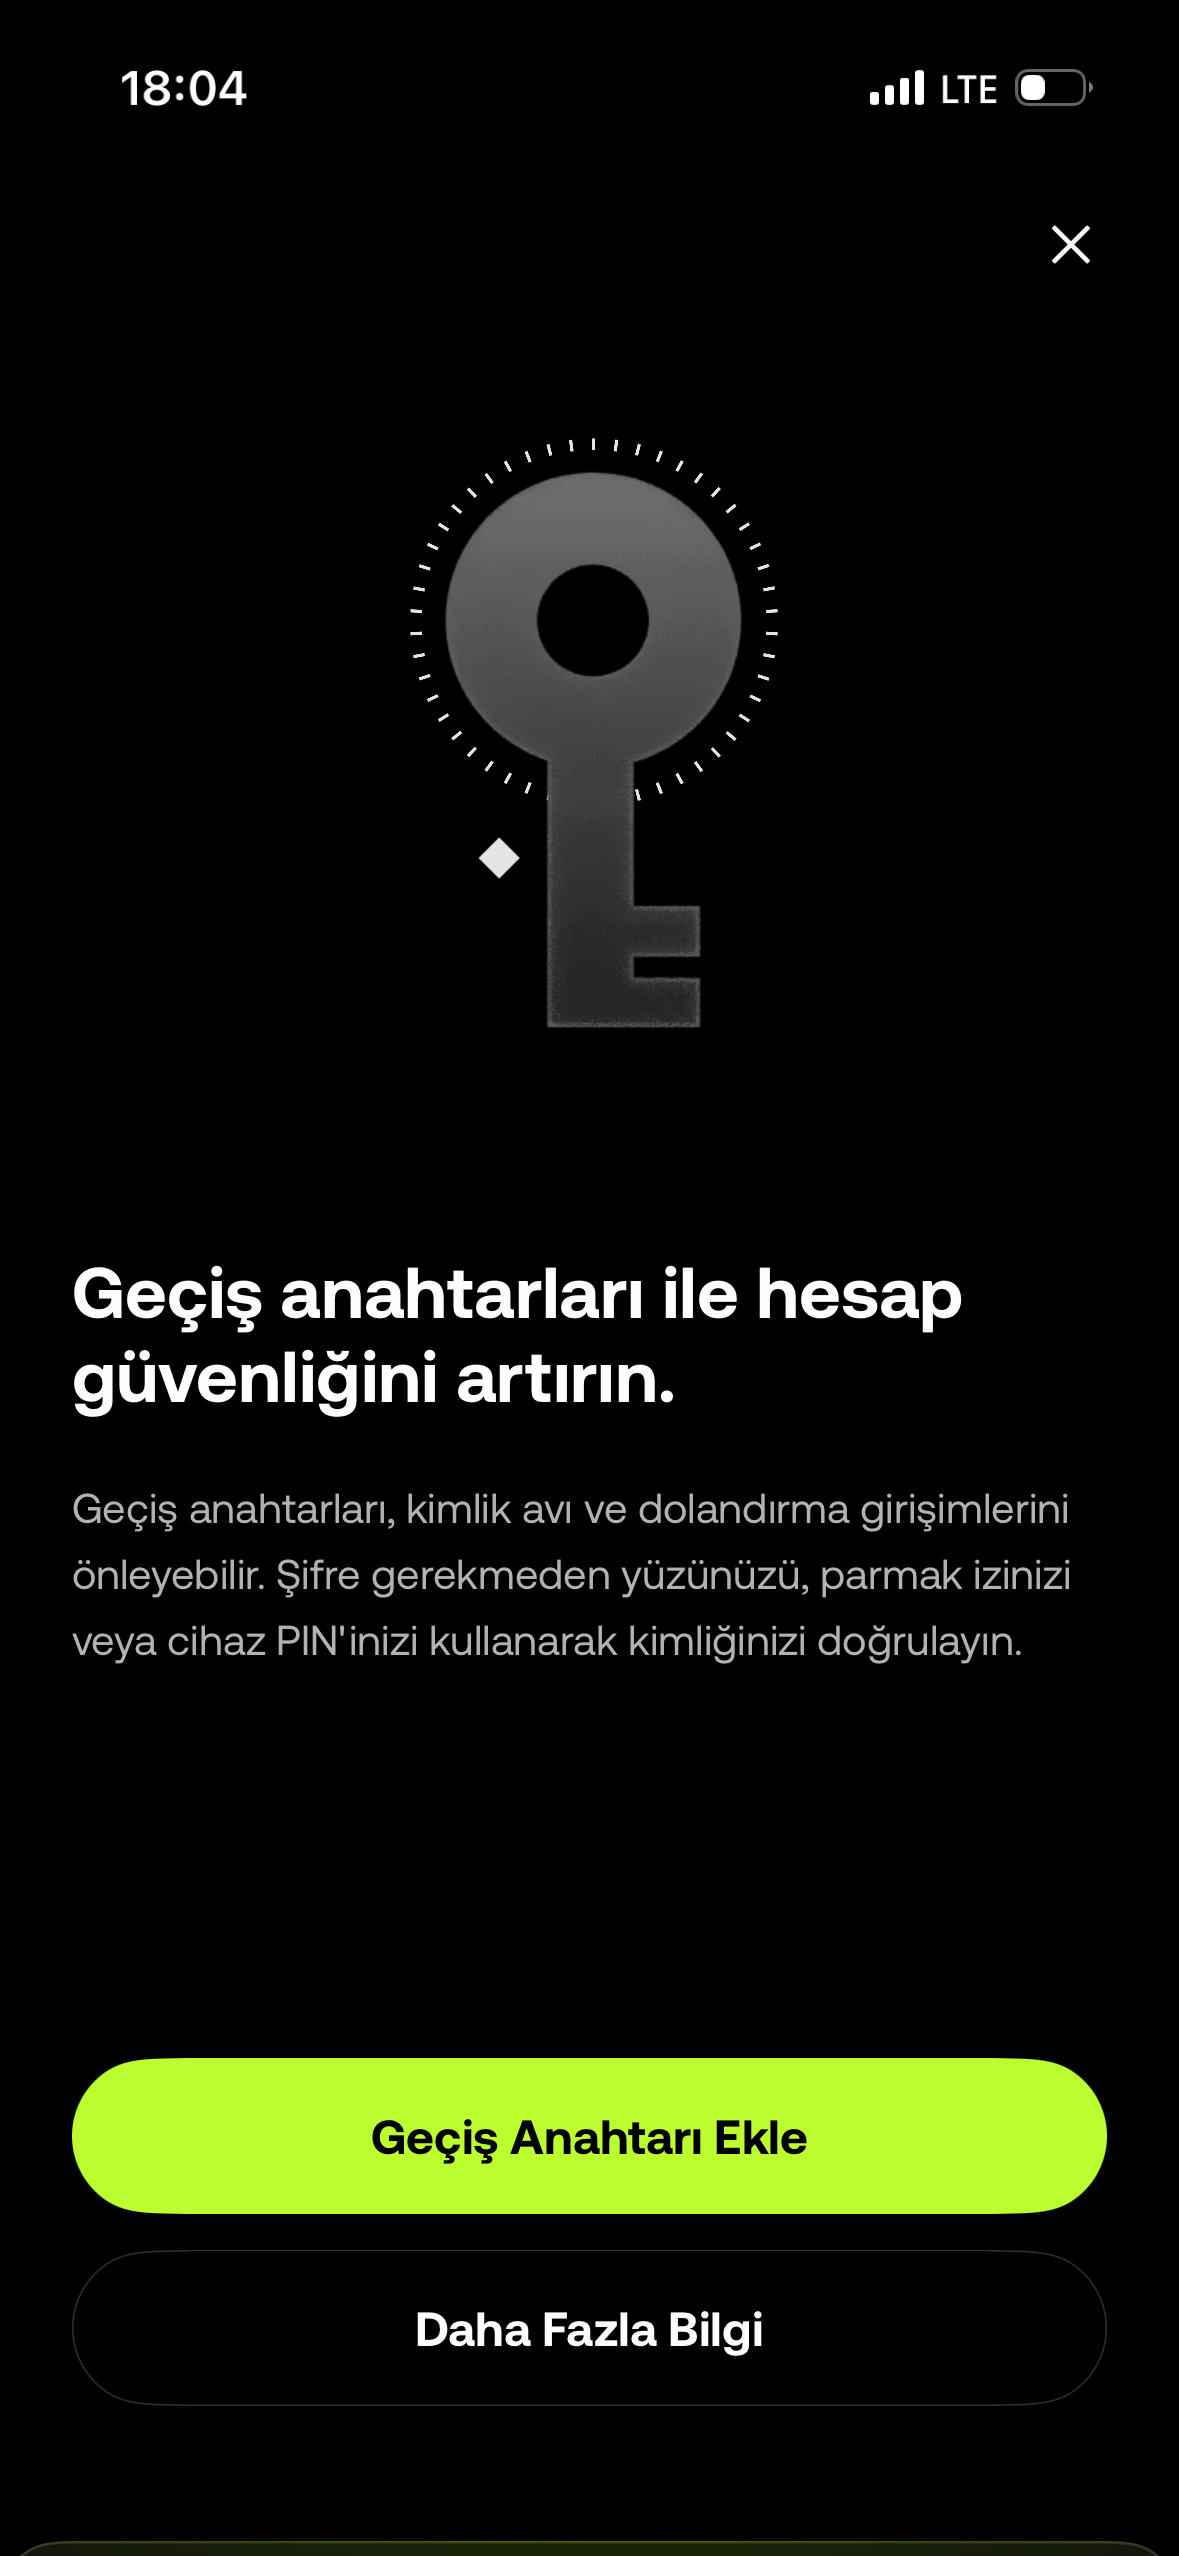 18:04
LTE
Geçiş anahtarları ile hesap
güvenliğini artırın.
Geçiş anahtarları, kimlik avı ve dolandırma girişimlerini
önleyebilir. Şifre gerekmeden yüzünüzü, parmak izinizi
veya cihaz PIN'inizi kullanarak kimliğinizi doğrulayın.
Geçiş Anahtarı Ekle
Daha Fazla Bilgi